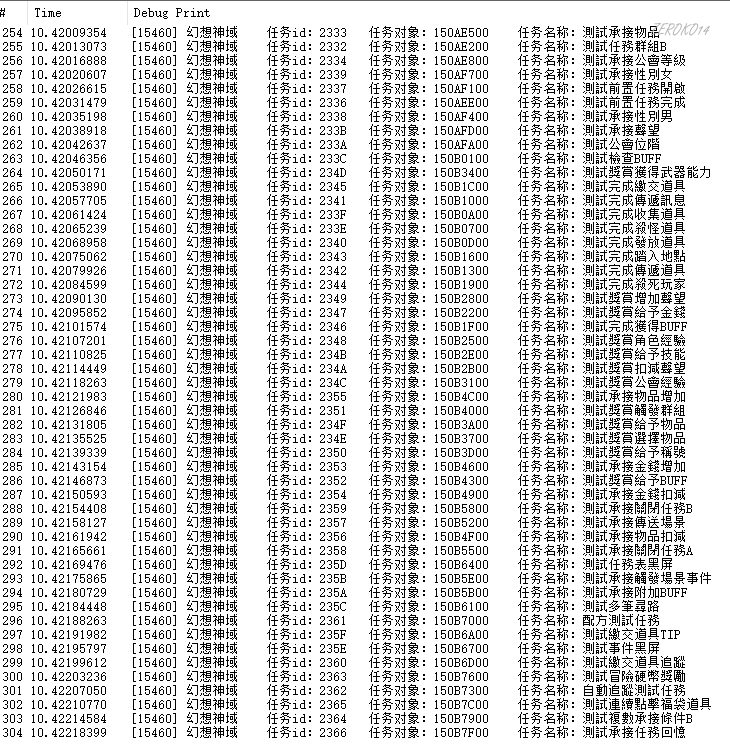 # Time Debug Print
ZEROKO14
254 10.42009354 [15460] 幻想神域 任务id: 2333 任务对象: 150AE500 任务名称: 測試承接物品
255 10.42013073 [15460] 幻想神域 任务id: 2332 任务对象: 150AE200 任务名称: 測試任務群組B
256 10.42016888 [15460] 幻想神域 任务id: 2334 任务对象: 150AE800 任务名称: 測試承接公會等級
257 10.42020607 [15460] 幻想神域 任务id: 2339 任务对象: 150AF700 任务名称: 測試承接性別女
258 10.42026615 [15460] 幻想神域 任务id: 2337 任务对象: 150AF100 任务名称: 測試前置任務開啟
259 10.42031479 [15460] 幻想神域 任务id: 2336 任务对象: 150AEE00 任务名称: 測試前置任務完成
260 10.42035198 [15460] 幻想神域 任务id: 2338 任务对象: 150AF400 任务名称: 測試承接性別男
261 10.42038918 [15460] 幻想神域 任务id: 233B 任务对象: 150AFD00 任务名称: 測試承接聲望
262 10.42042637 [15460] 幻想神域 任务id: 233A 任务对象: 150AFA00 任务名称: 測試公會位階
263 10.42046356 [15460] 幻想神域 任务id: 233C 任务对象: 150B0100 任务名称: 測試檢查BUFF
264 10.42050171 [15460] 幻想神域 任务id: 234D 任务对象: 150B3400 任务名称: 測試獎賞獲得武器能力
265 10.42053890 [15460] 幻想神域 任务id: 2345 任务对象: 150B1C00 任务名称: 測試完成繳交道具
266 10.42057705 [15460] 幻想神域 任务id: 2341 任务对象: 150B1000 任务名称: 測試完成傳遞訊息
267 10.42061424 [15460] 幻想神域 任务id: 233F 任务对象: 150B0A00 任务名称: 測試完成收集道具
268 10.42065239 [15460] 幻想神域 任务id: 233E 任务对象: 150B0700 任务名称: 測試完成殺怪道具
269 10.42068958 [15460] 幻想神域 任务id: 2340 任务对象: 150B0D00 任务名称: 測試完成發放道具
270 10.42075062 [15460] 幻想神域 任务id: 2343 任务对象: 150B1600 任务名称: 測試完成踏入地點
271 10.42079926 [15460] 幻想神域 任务id: 2342 任务对象: 150B1300 任务名称: 測試完成傳遞道具
272 10.42084599 [15460] 幻想神域 任务id: 2344 任务对象: 150B1900 任务名称: 測試完成殺死玩家
273 10.42090130 [15460] 幻想神域 任务id: 2349 任务对象: 150B2800 任务名称: 測試獎賞增加聲望
274 10.42095852 [15460] 幻想神域 任务id: 2347 任务对象: 150B2200 任务名称: 測試獎賞給予金錢
275 10.42101574 [15460] 幻想神域 任务id: 2346 任务对象: 150B1F00 任务名称: 測試完成獲得BUFF
276 10.42107201 [15460] 幻想神域 任务id: 2348 任务对象: 150B2500 任务名称: 測試獎賞角色經驗
277 10.42110825 [15460] 幻想神域 任务id: 234B 任务对象: 150B2E00 任务名称: 測試獎賞給予技能
278 10.42114449 [15460] 幻想神域 任务id: 234A 任务对象: 150B2B00 任务名称: 測試獎賞扣減聲望
279 10.42118263 [15460] 幻想神域 任务id: 234C 任务对象: 150B3100 任务名称: 測試獎賞公會經驗
280 10.42121983 [15460] 幻想神域 任务id: 2355 任务对象: 150B4C00 任务名称: 測試承接物品增加
281 10.42126846 [15460] 幻想神域 任务id: 2351 任务对象: 150B4000 任务名称: 測試獎賞觸發群組
282 10.42131805 [15460] 幻想神域 任务id: 234F 任务对象: 150B3A00 任务名称: 測試獎賞給予物品
283 10.42135525 [15460] 幻想神域 任务id: 234E 任务对象: 150B3700 任务名称: 測試獎賞選擇物品
284 10.42139339 [15460] 幻想神域 任务id: 2350 任务对象: 150B3D00 任务名称: 測試獎賞給予稱號
285 10.42143154 [15460] 幻想神域 任务id: 2353 任务对象: 150B4600 任务名称: 測試承接金錢增加
286 10.42146873 [15460] 幻想神域 任务id: 2352 任务对象: 150B4300 任务名称: 測試獎賞給予BUFF
287 10.42150593 [15460] 幻想神域 任务id: 2354 任务对象: 150B4900 任务名称: 測試承接金錢扣減
288 10.42154408 [15460] 幻想神域 任务id: 2359 任务对象: 150B5800 任务名称: 測試承接關閉任務B
289 10.42158127 [15460] 幻想神域 任务id: 2357 任务对象: 150B5200 任务名称: 測試承接傳送場景
290 10.42161942 [15460] 幻想神域 任务id: 2356 任务对象: 150B4F00 任务名称: 測試承接物品扣減
291 10.42165661 [15460] 幻想神域 任务id: 2358 任务对象: 150B5500 任务名称: 測試承接關閉任務A
292 10.42169476 [15460] 幻想神域 任务id: 235D 任务对象: 150B6400 任务名称: 測試任務表黑屏
293 10.42175865 [15460] 幻想神域 任务id: 235B 任务对象: 150B5E00 任务名称: 測試承接觸發場景事件
294 10.42180729 [15460] 幻想神域 任务id: 235A 任务对象: 150B5B00 任务名称: 測試承接附加BUFF
295 10.42184448 [15460] 幻想神域 任务id: 235C 任务对象: 150B6100 任务名称: 測試多筆尋路
296 10.42188263 [15460] 幻想神域 任务id: 2361 任务对象: 150B7000 任务名称: 配方測試任務
297 10.42191982 [15460] 幻想神域 任务id: 235F 任务对象: 150B6A00 任务名称: 測試繳交道具TIP
298 10.42195797 [15460] 幻想神域 任务id: 235E 任务对象: 150B6700 任务名称: 測試事件黑屏
299 10.42199612 [15460] 幻想神域 任务id: 2360 任务对象: 150B6D00 任务名称: 測試繳交道具追蹤
300 10.42203236 [15460] 幻想神域 任务id: 2363 任务对象: 150B7600 任务名称: 測試冒險硬幣獎勵
301 10.42207050 [15460] 幻想神域 任务id: 2362 任务对象: 150B7300 任务名称: 自動追蹤測試任務
302 10.42210770 [15460] 幻想神域 任务id: 2365 任务对象: 150B7C00 任务名称: 測試連續點擊福袋道具
303 10.42214584 [15460] 幻想神域 任务id: 2364 任务对象: 150B7900 任务名称: 測試複數承接條件B
304 10.42218399 [15460] 幻想神域 任务id: 2366 任务对象: 150B7F00 任务名称: 測試承接任務回憶